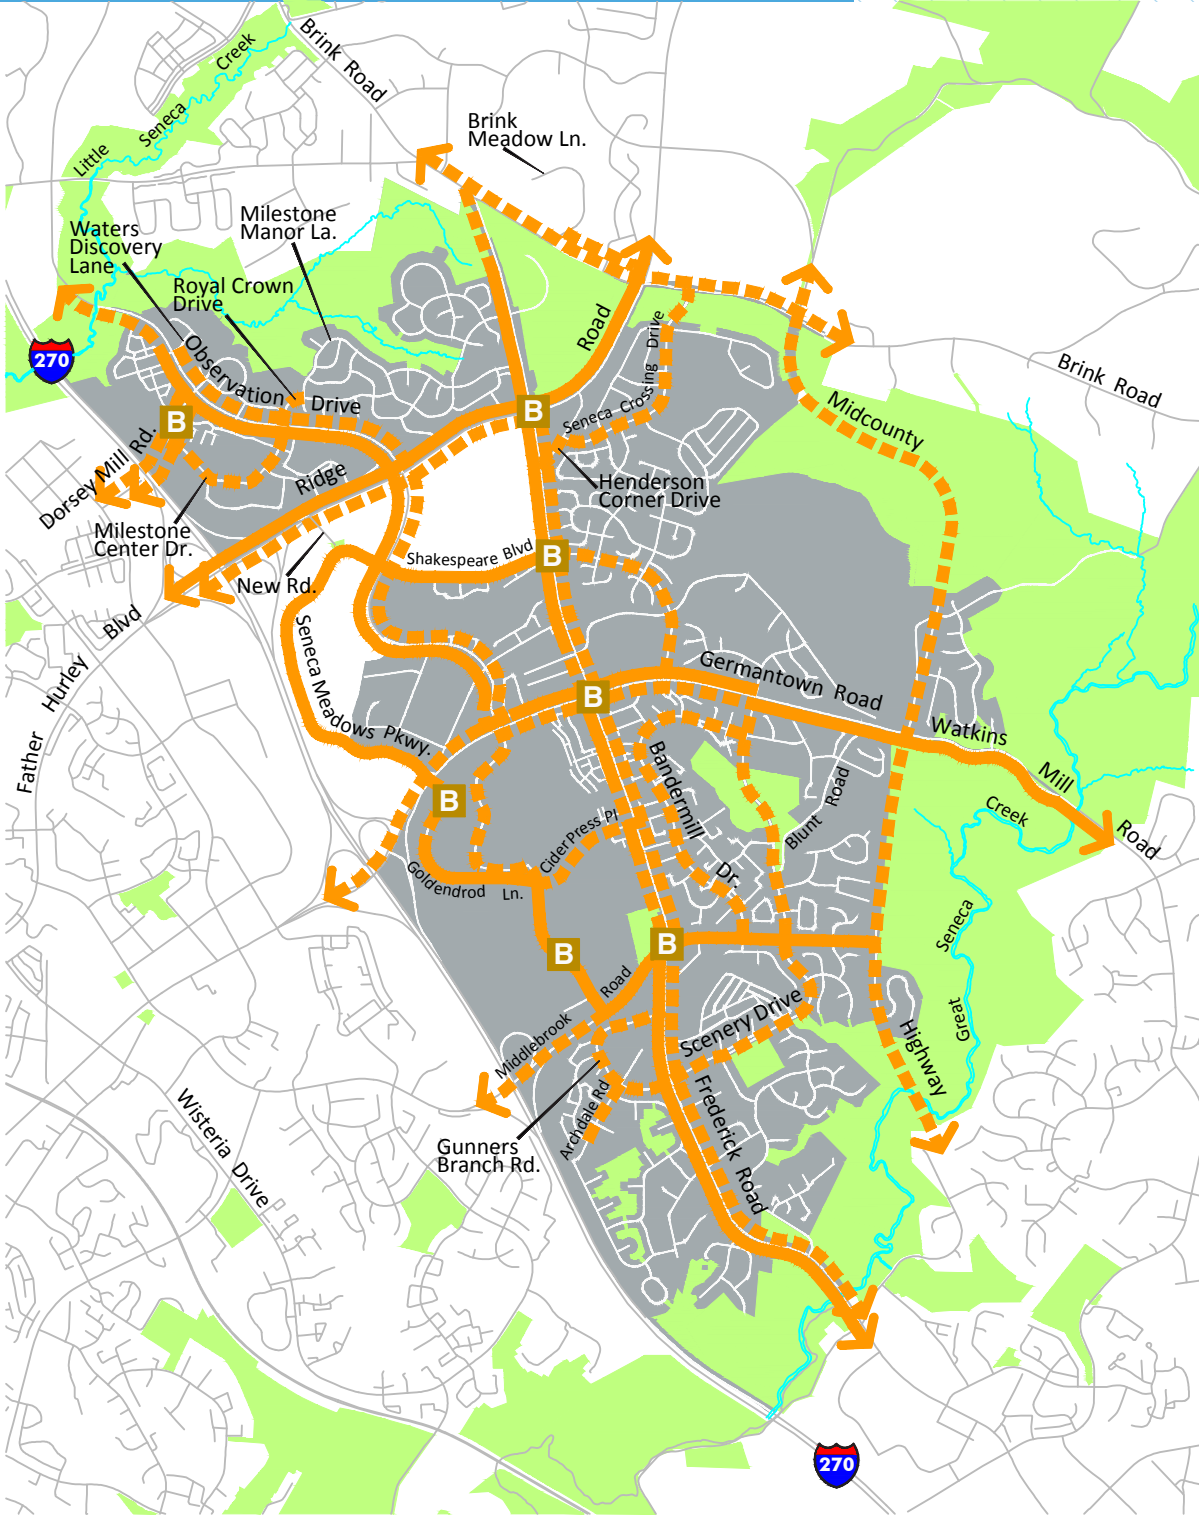 Creek
Seneca
Little
Brink Road
Brink
Meadow Ln.
Waters
Discovery
Lane
Milestone
Manor La.
Royal Crown
Drive
270
Observation Drive
B
Dorsey Mill Rd.
Milestone
Center Dr.
Ridge
Road
B
Seneca Crossing Drive
Henderson
Corner Drive
Midcounty
Brink Road
New Rd.
Shakespeare Blvd
B
Father Hurley Blvd
Seneca Meadows Pkwy.
B
Germantown Road
Watkins
Mill
Road
Creek
Seneca
Great
Bandermill
Dr.
Blunt Road
B
Cider Press Pl
Goldendrod Ln.
B
B
Middlebrook
Road
Scenery Drive
Highway
Archdale Rd
Gunners
Branch Rd.
Frederick Road
Wisteria Drive
270